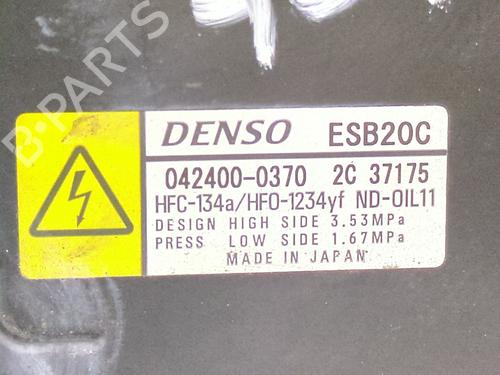 B-PARTS
DENSO ESB20C
042400-0370 2C 37175
HFC-134a/HFO-1234yf ND-OIL11
DESIGN HIGH SIDE 3.53MPa
PRESS LOW SIDE 1.67MPa
MADE IN JAPAN